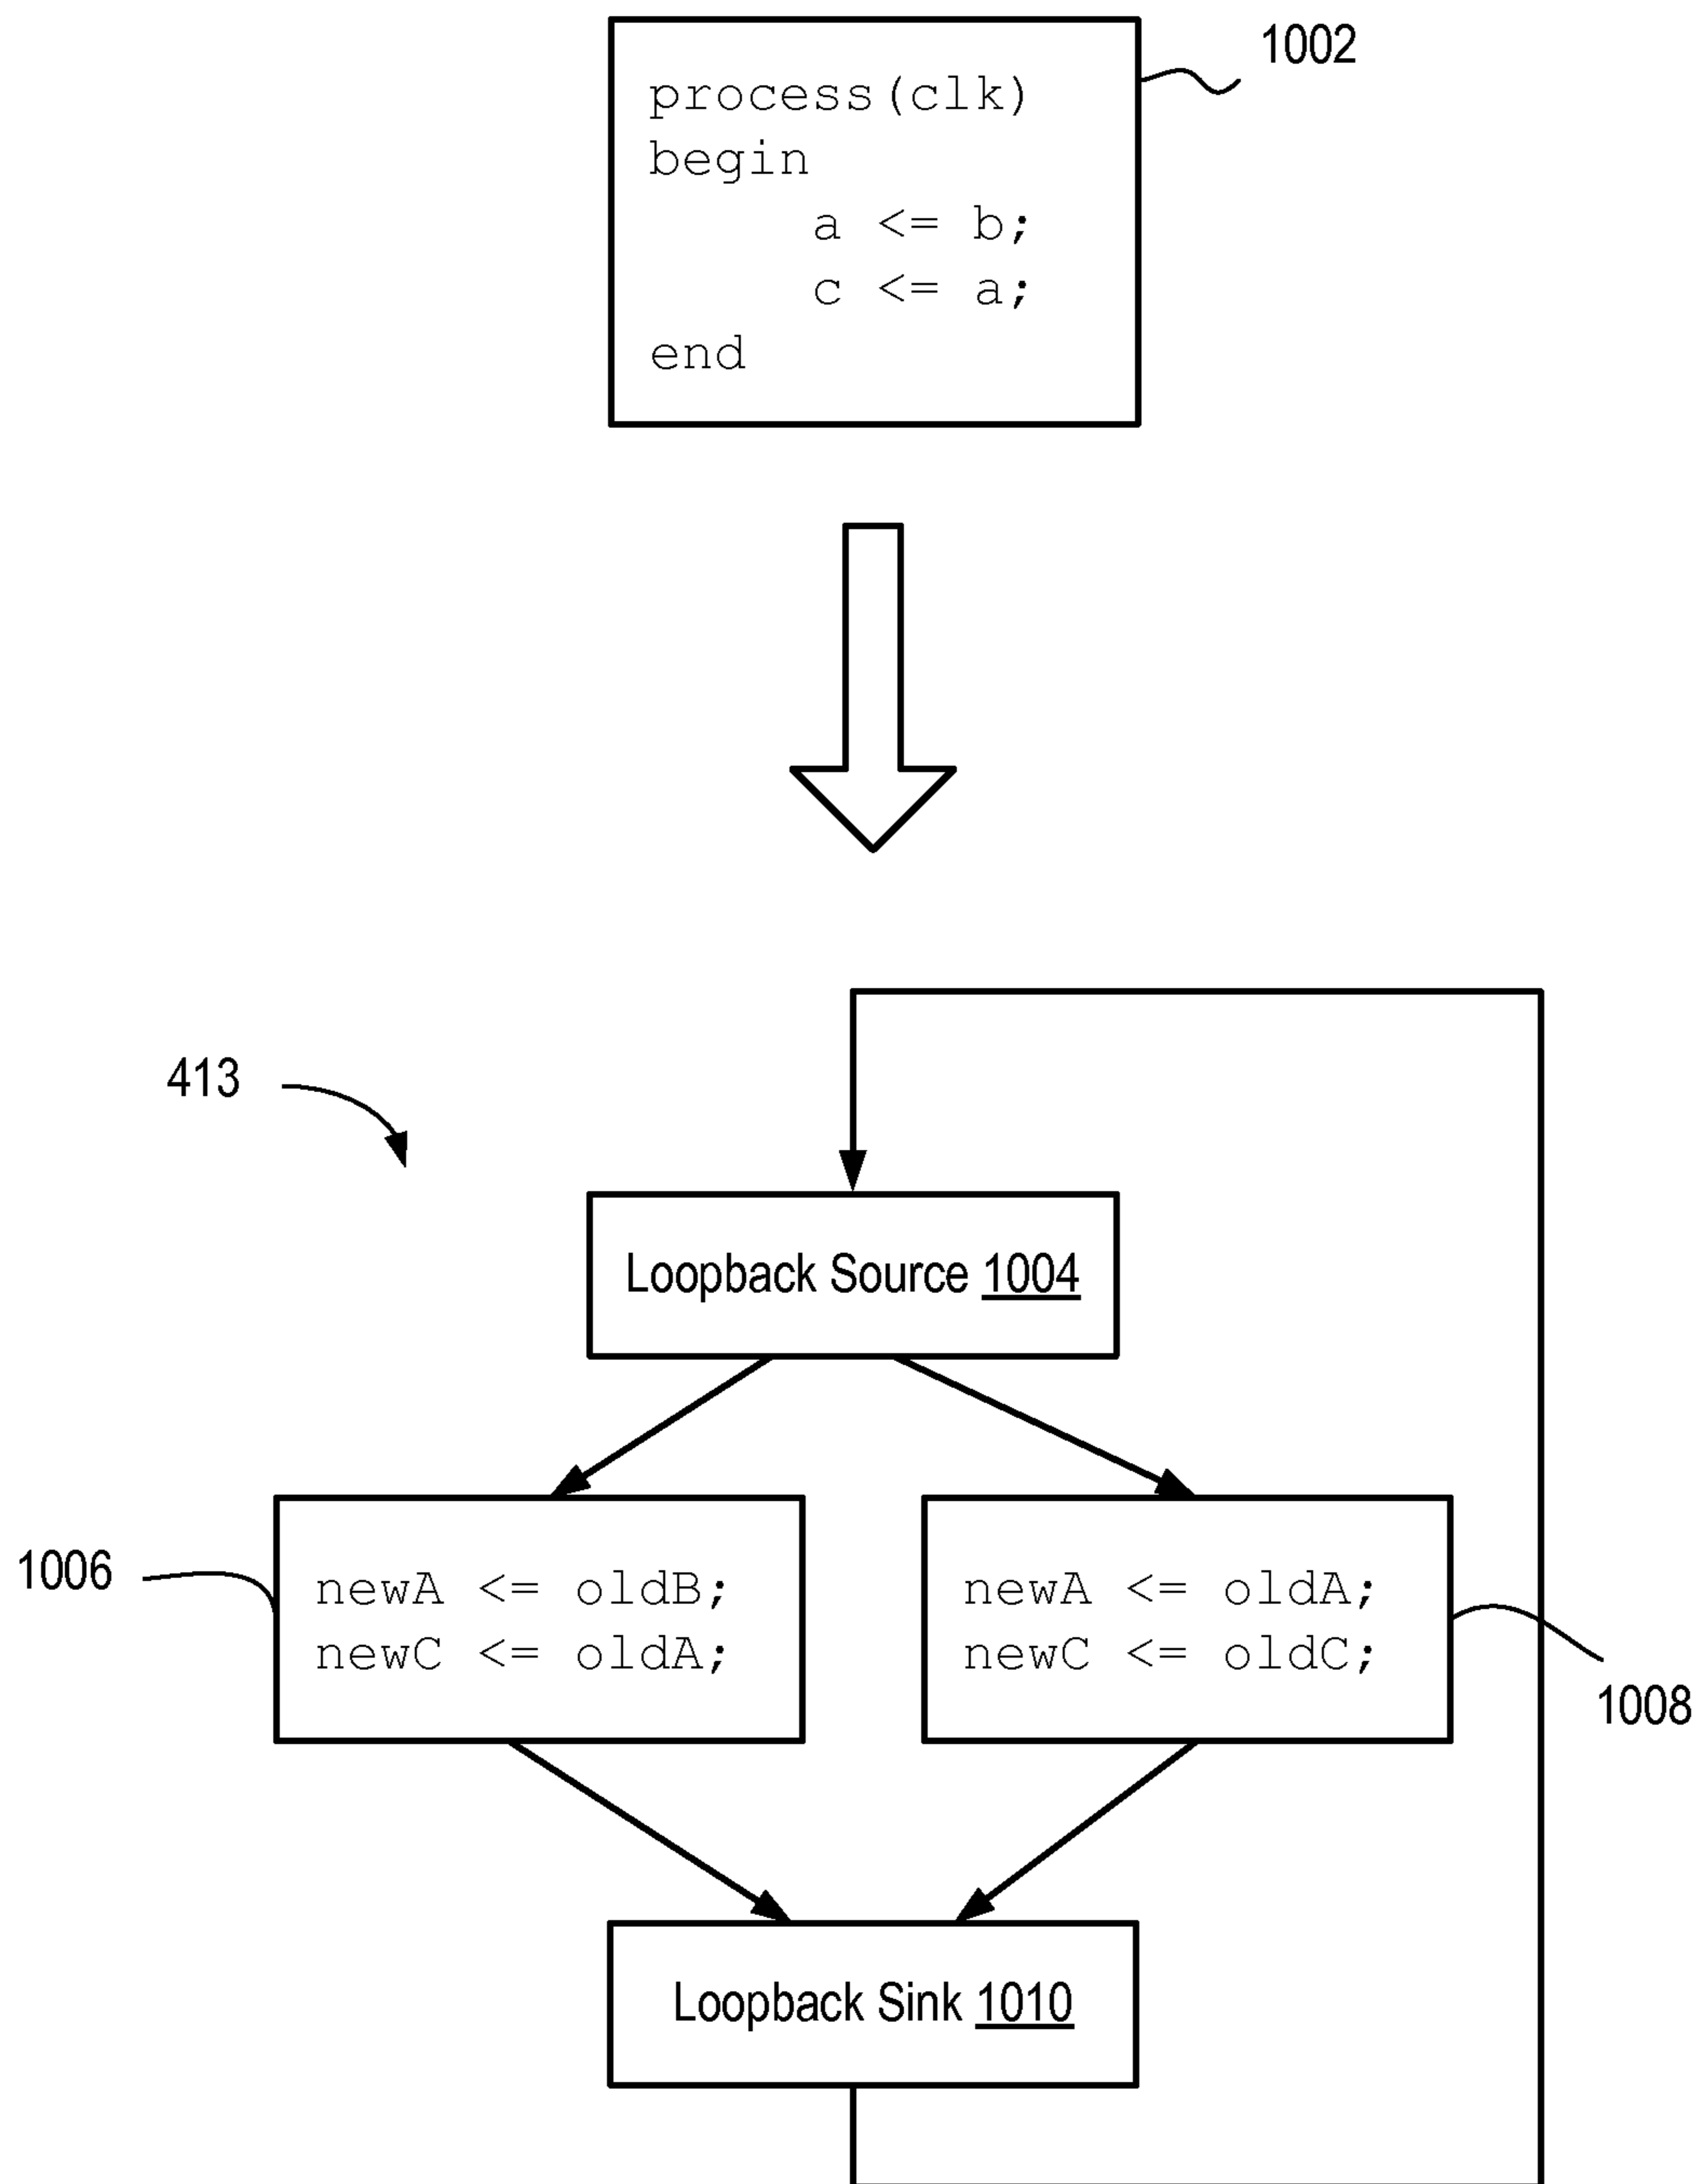 1002
process(clk)
begin
a <= b;
c <= a;
end
413
Loopback Source 1004
1006
newA <= oldB;
newC <= oldA;
newA <= oldA;
newC <= oldC;
1008
Loopback Sink 1010